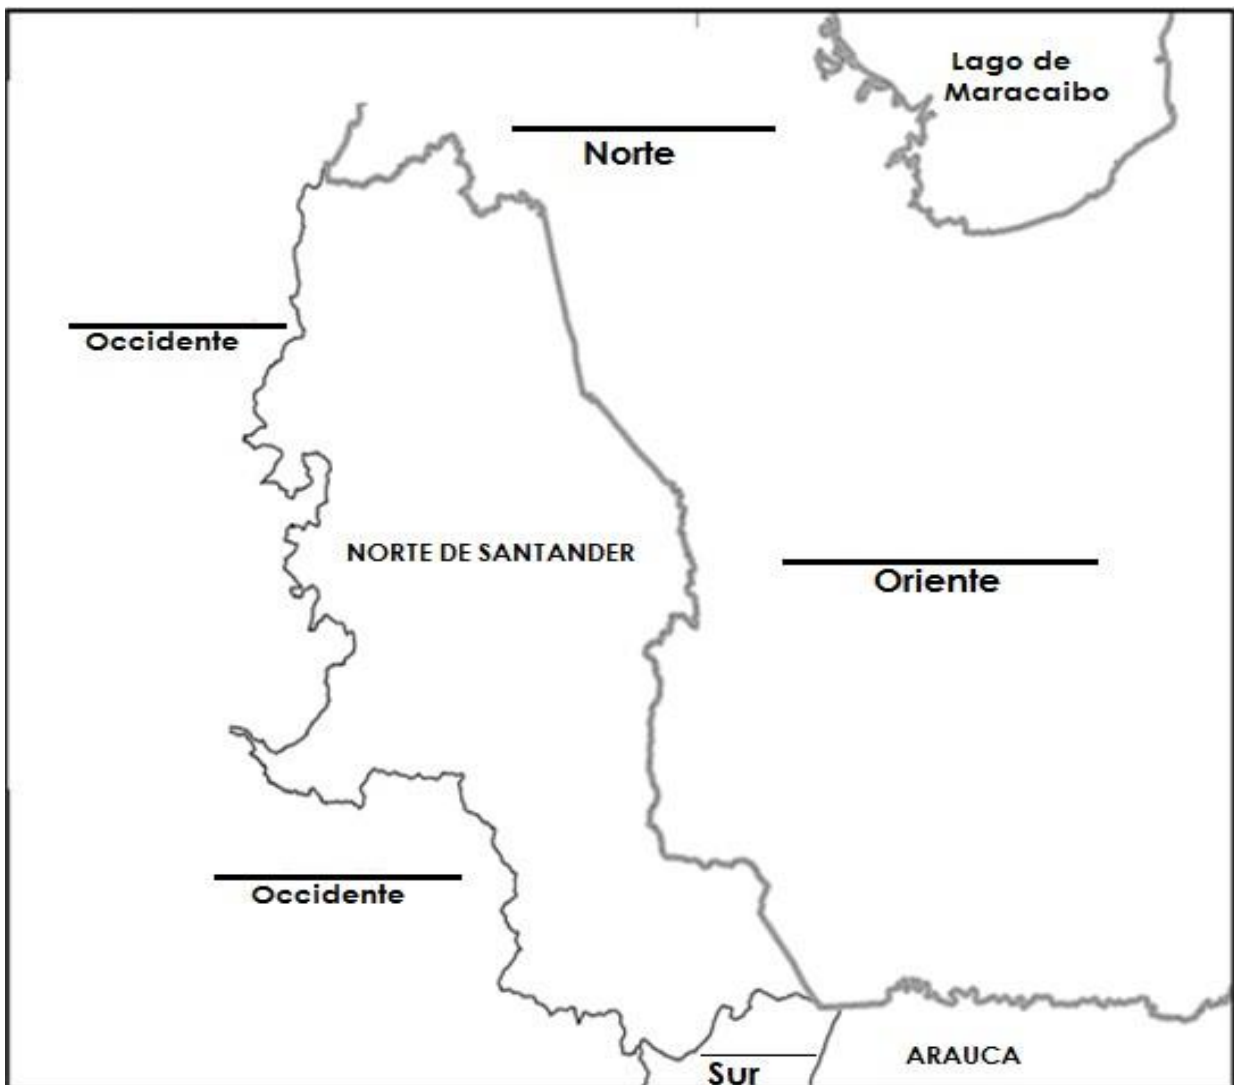 Lago de
Maracaibo
Norte
Occidente
NORTE DE SANTANDER
Oriente
Occidente
ARAUCA
Sur